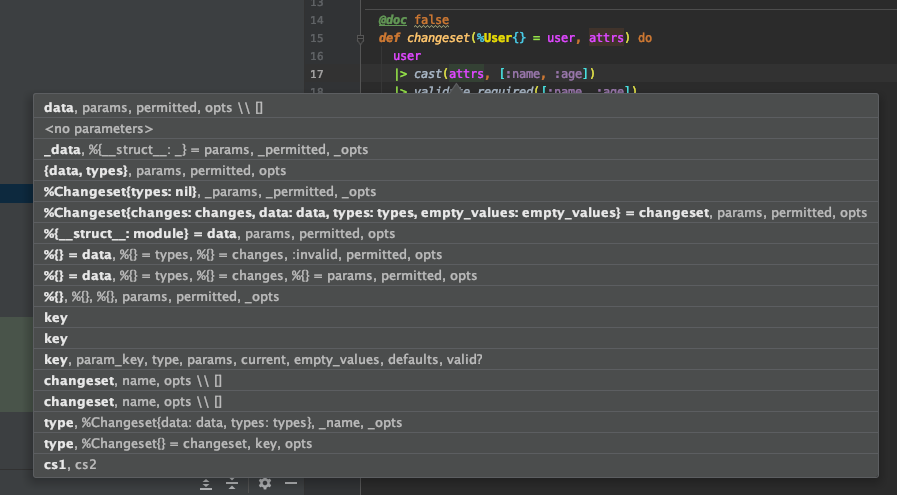 13
14 @doc false
15 def changeset(%User{} = user, attrs) do
16 user
17 |> cast(attrs, [:name, :age])
18 |> validate_required([:name, :age])
data, params, permitted, opts \\ []
<no parameters>
_data, %{__struct__: _} = params, _permitted, _opts
{data, types}, params, permitted, opts
%Changeset{types: nil}, _params, _permitted, _opts
%Changeset{changes: changes, data: data, types: types, empty_values: empty_values} = changeset, params, permitted, opts
%{__struct__: module} = data, params, permitted, opts
%{} = data, %{} = types, %{} = changes, :invalid, permitted, opts
%{} = data, %{} = types, %{} = changes, %{} = params, permitted, opts
%{}, %{}, %{}, params, permitted, _opts
key
key
key, param_key, type, params, current, empty_values, defaults, valid?
changeset, name, opts \\ []
changeset, name, opts \\ []
type, %Changeset{data: data, types: types}, _name, _opts
type, %Changeset{} = changeset, key, opts
cs1, cs2